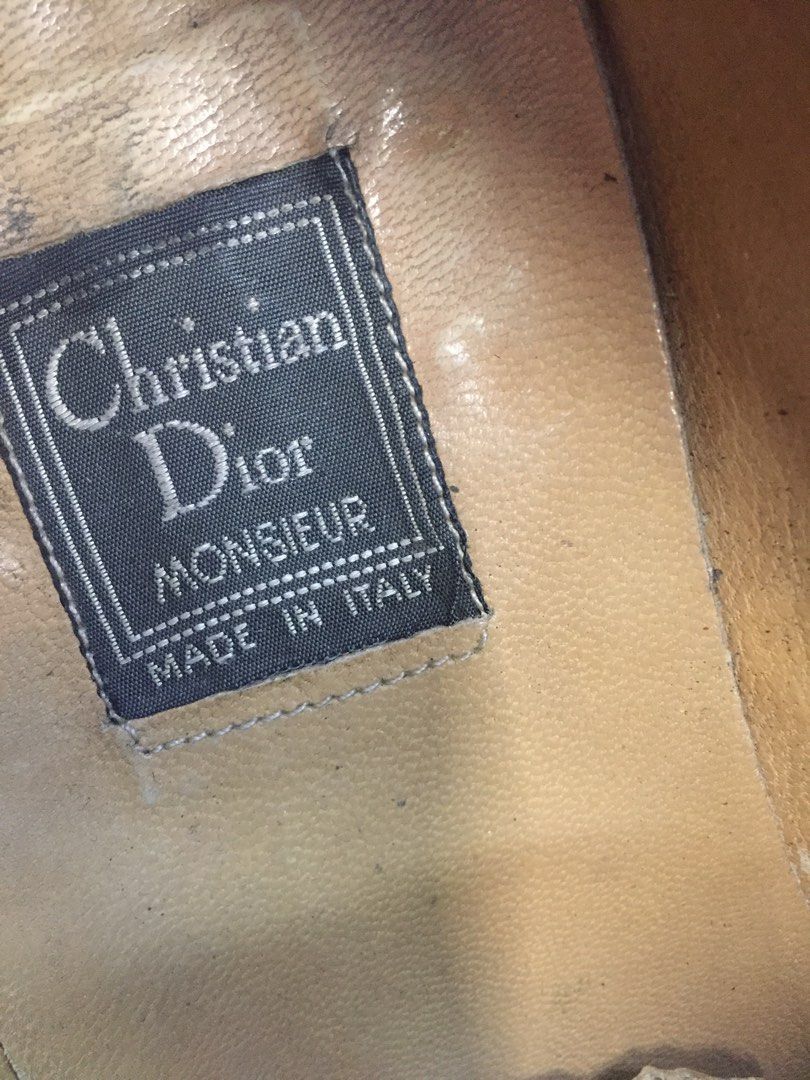 Christian
Dior
MONSIEUR
MADE IN ITALY